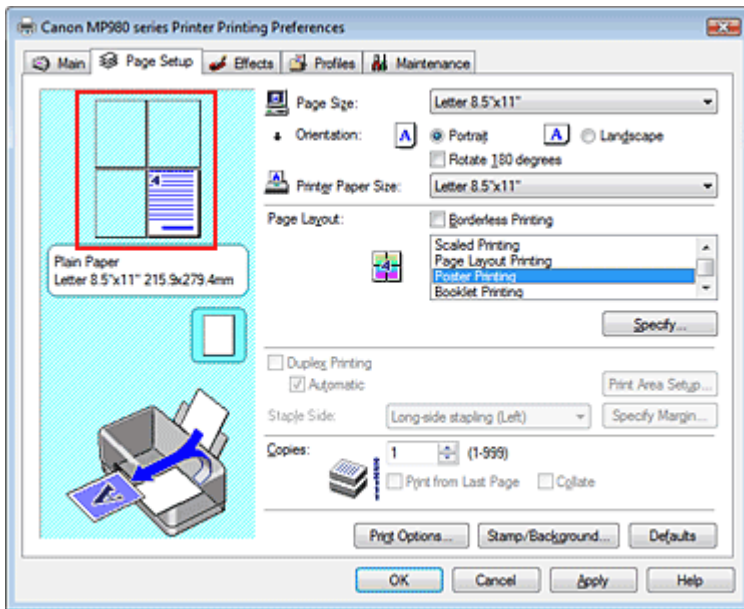 Canon MP980 series Printer Printing Preferences
Main Page Setup Effects Profiles Maintenance
Page Size: Letter 8.5"x11"
Orientation: A Portrait A Landscape
Rotate 180 degrees
Printer Paper Size: Letter 8.5"x11"
Page Layout: Borderless Printing
Scaled Printing
Page Layout Printing
Poster Printing
Booklet Printing
Plain Paper
Letter 8.5"x11" 215.9x279.4mm
Specify...
Duplex Printing
Automatic Print Area Setup...
Staple Side: Long-side stapling (Left) Specify Margin...
Copies: 1 (1-999)
Print from Last Page Collate
Print Options... Stamp/Background... Defaults
OK Cancel Apply Help